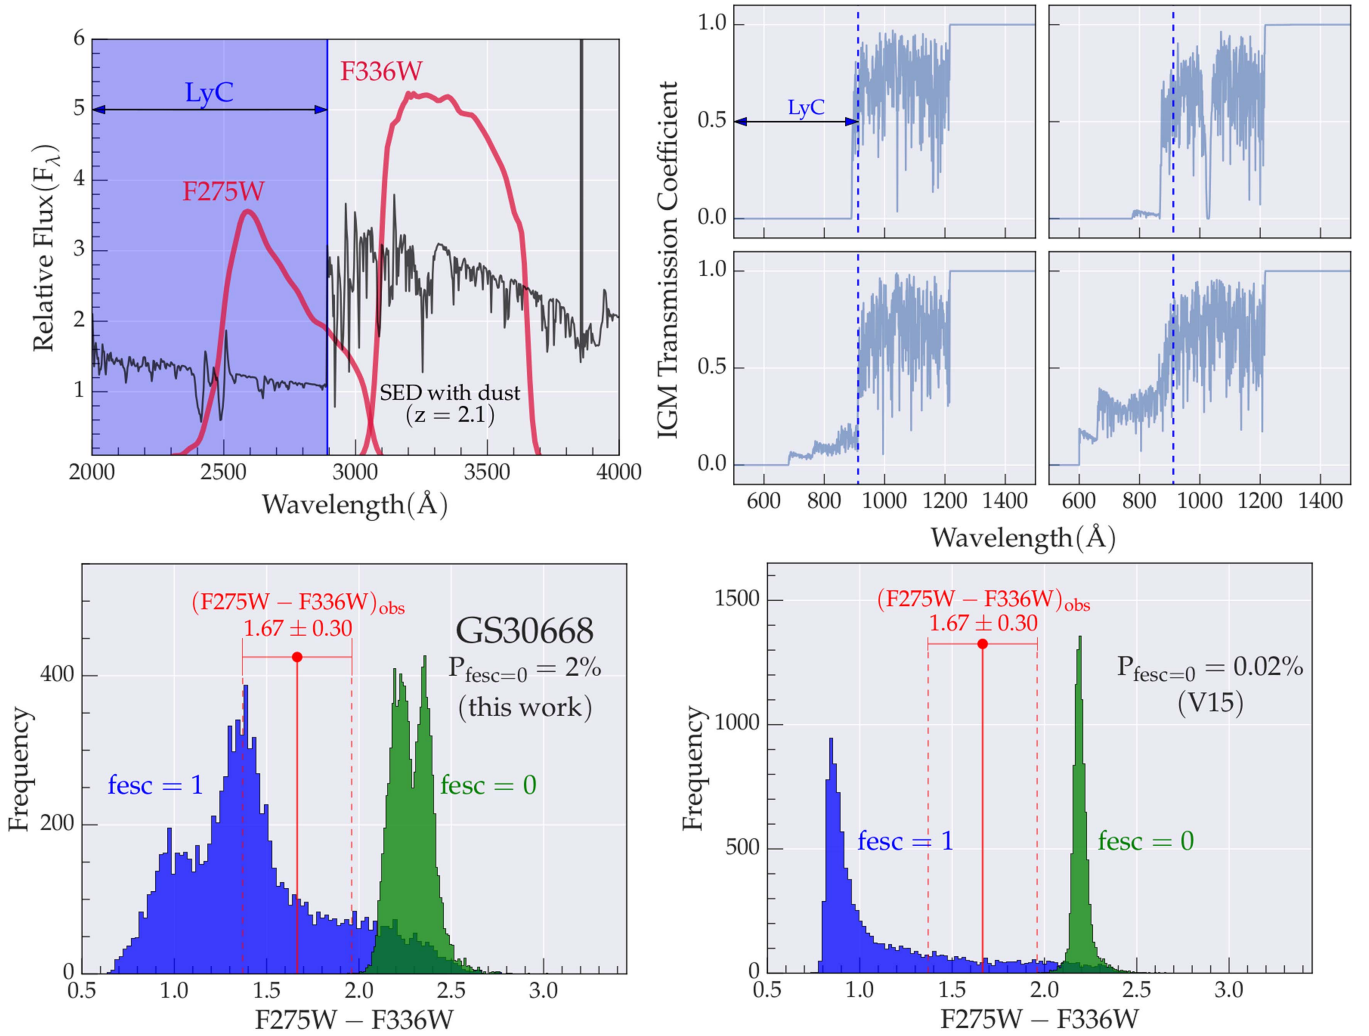 6
5
4
3
2
1
Relative Flux(Fλ)
LyC
F336W
F275W
SED with dust
(z = 2.1)
2000 2500 3000 3500 4000
Wavelength(Å)
1.0
0.5
0.0
LyC
1.0
0.5
0.0
IGM Transmission Coefficient
600 800 1000 1200 1400
600 800 1000 1200 1400
Wavelength(Å)
400
200
0
Frequency
(F275W − F336W)obs
1.67 ± 0.30
GS30668
Pfesc=0 = 2%
(this work)
fesc = 1
fesc = 0
0.5 1.0 1.5 2.0 2.5 3.0
F275W − F336W
1500
1000
500
0
Frequency
(F275W − F336W)obs
1.67 ± 0.30
Pfesc=0 = 0.02%
(V15)
fesc = 1
fesc = 0
0.5 1.0 1.5 2.0 2.5 3.0
F275W − F336W